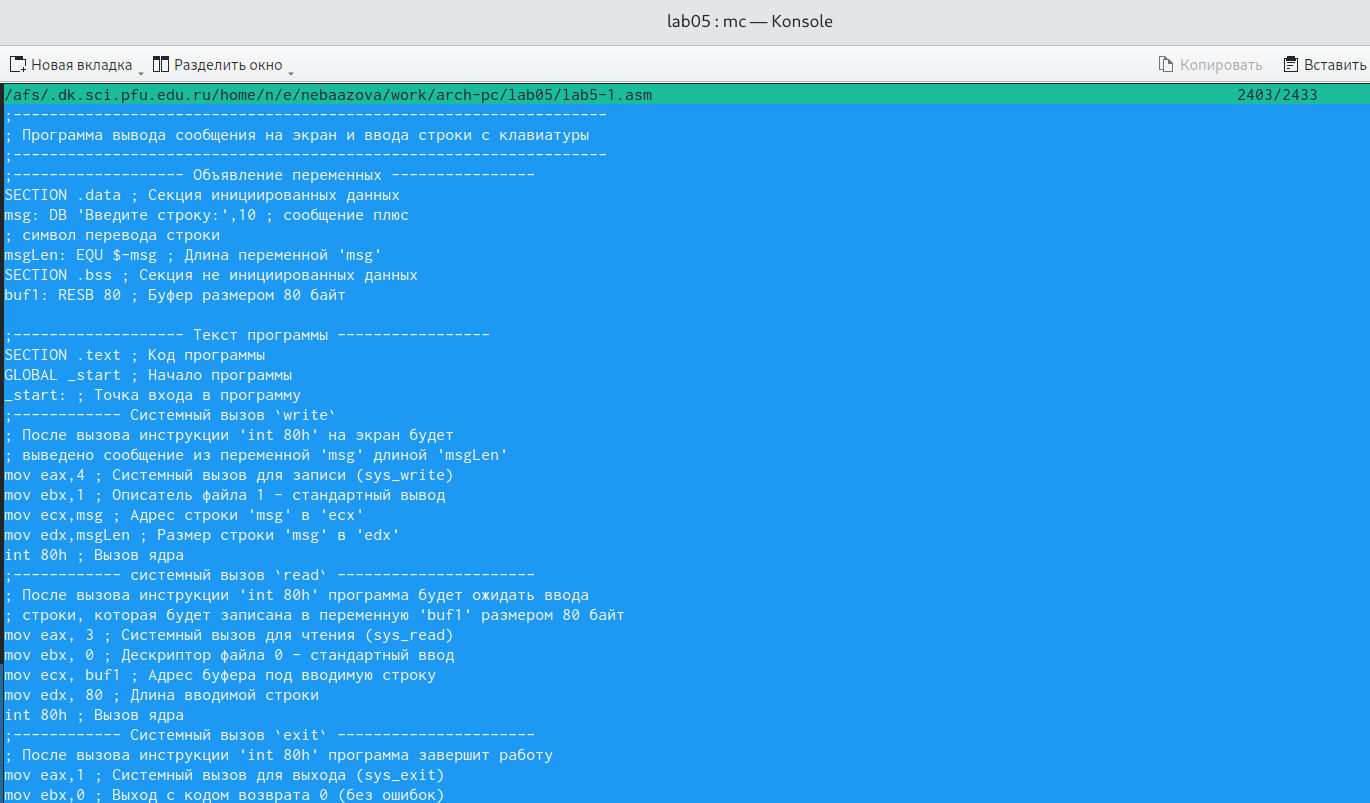 lab05 : mc — Konsole
Новая вкладка Разделить окно Копировать Вставить
/afs/.dk.sci.pfu.edu.ru/home/n/e/nebaazova/work/arch-pc/lab05/lab5-1.asm 2403/2433
;------------------------------------------------------------------
; Программа вывода сообщения на экран и ввода строки с клавиатуры
;------------------------------------------------------------------
;------------------- Объявление переменных ----------------
SECTION .data ; Секция инициированных данных
msg: DB 'Введите строку:',10 ; сообщение плюс
; символ перевода строки
msgLen: EQU $-msg ; Длина переменной 'msg'
SECTION .bss ; Секция не инициированных данных
buf1: RESB 80 ; Буфер размером 80 байт
;------------------- Текст программы -----------------
SECTION .text ; Код программы
GLOBAL _start ; Начало программы
_start: ; Точка входа в программу
;------------ Системный вызов `write`
; После вызова инструкции 'int 80h' на экран будет
; выведено сообщение из переменной 'msg' длиной 'msgLen'
mov eax,4 ; Системный вызов для записи (sys_write)
mov ebx,1 ; Описатель файла 1 - стандартный вывод
mov ecx,msg ; Адрес строки 'msg' в 'ecx'
mov edx,msgLen ; Размер строки 'msg' в 'edx'
int 80h ; Вызов ядра
;------------ системный вызов `read` ----------------------
; После вызова инструкции 'int 80h' программа будет ожидать ввода
; строки, которая будет записана в переменную 'buf1' размером 80 байт
mov eax, 3 ; Системный вызов для чтения (sys_read)
mov ebx, 0 ; Дескриптор файла 0 - стандартный ввод
mov ecx, buf1 ; Адрес буфера под вводимую строку
mov edx, 80 ; Длина вводимой строки
int 80h ; Вызов ядра
;------------ Системный вызов `exit` ----------------------
; После вызова инструкции 'int 80h' программа завершит работу
mov eax,1 ; Системный вызов для выхода (sys_exit)
mov ebx,0 ; Выход с кодом возврата 0 (без ошибок)